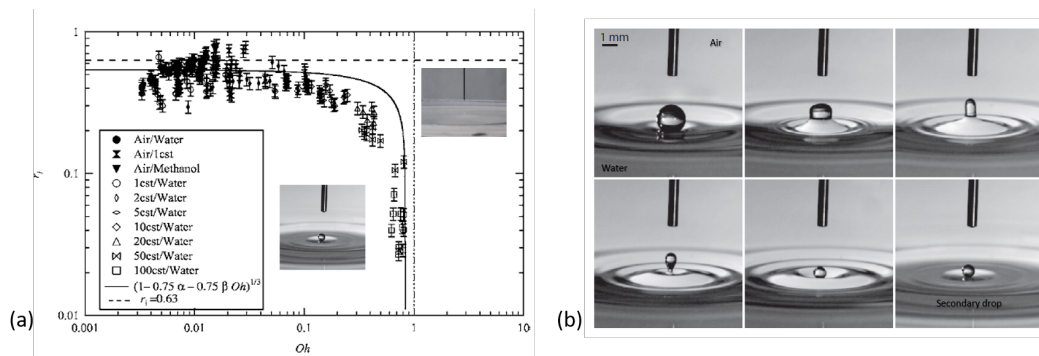 (a)
1
0.1
0.01
r_i
0.001
0.01
0.1
1
10
Oh
Air/Water
Air/1cst
Air/Methanol
1cst/Water
2cst/Water
5cst/Water
10cst/Water
20cst/Water
50cst/Water
100cst/Water
(1– 0.75 α – 0.75 β Oh)^1/3
r_i =0.63
(b)
1 mm
Air
Water
Secondary drop